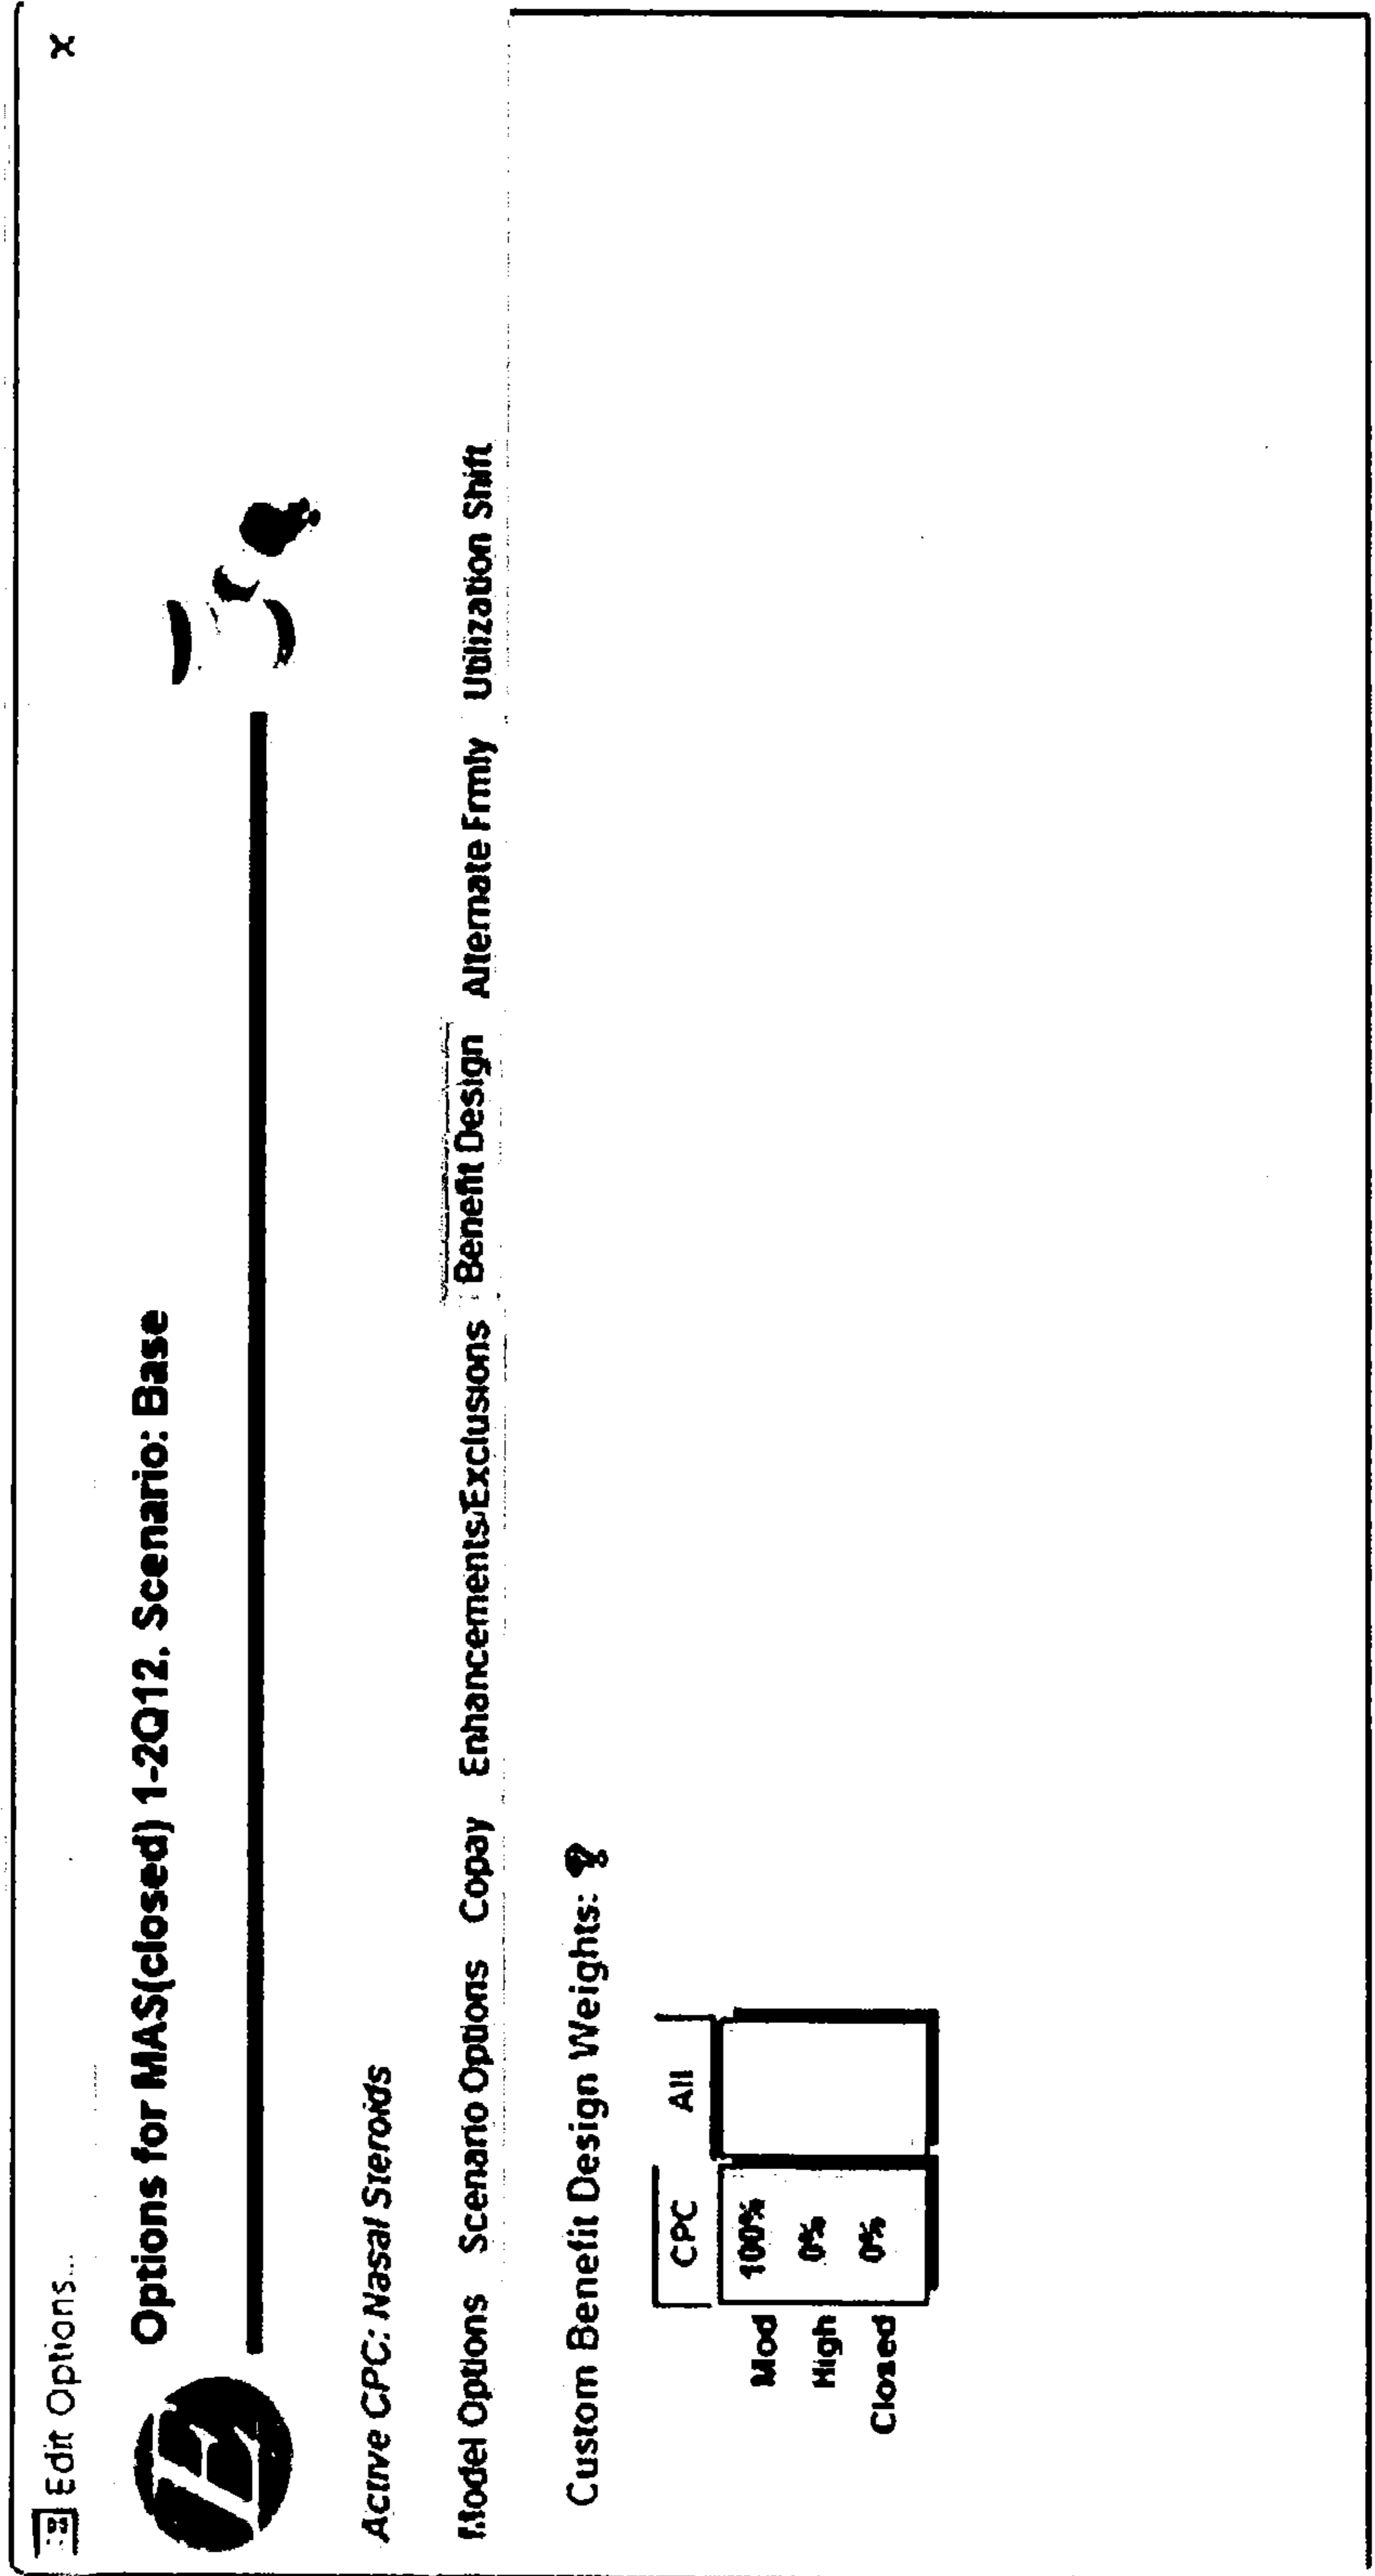 Edit Options...
x
Options for MAS(closed) 1-2Q12. Scenario: Base
E
Active CPC: Nasal Steroids
Model Options Scenario Options Copay Enhancements/Exclusions Benefit Design Alternate Frmly Utilization Shift
Custom Benefit Design Weights: ?
CPC All
Mod 100%
High 0%
Closed 0%